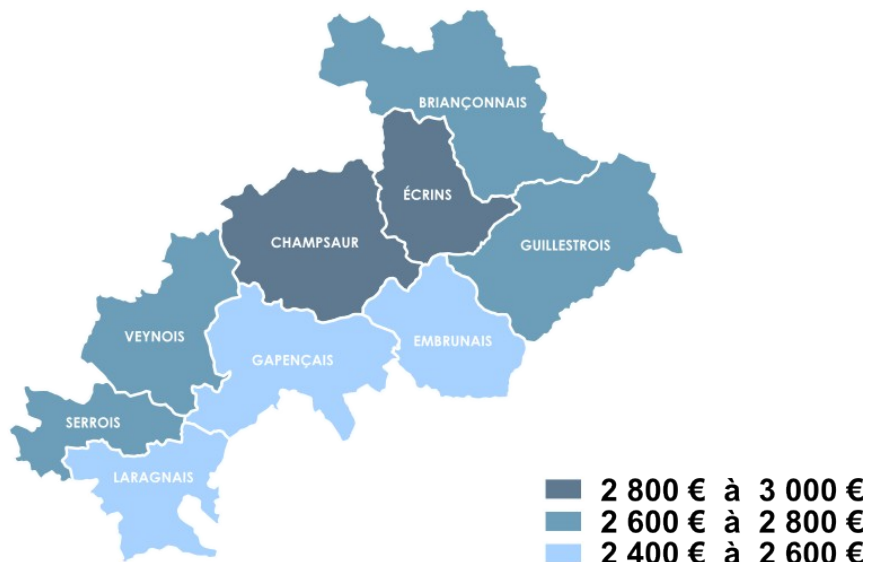 BRIANÇONNAIS
ÉCRINS
CHAMPSAUR
GUILLESTROIS
VEYNOIS
EMBRUNAIS
GAPENÇAIS
SERROIS
LARAGNAIS
2 800 € à 3 000 €
2 600 € à 2 800 €
2 400 € à 2 600 €